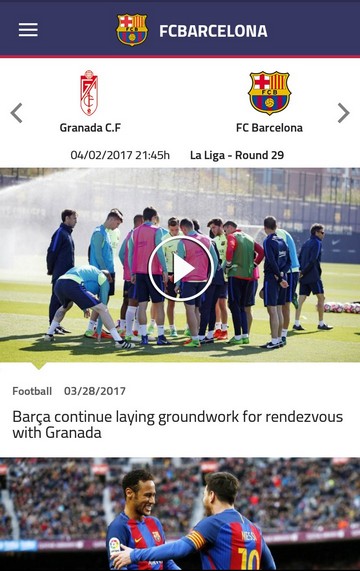 FCBARCELONA
Granada C.F
FC Barcelona
04/02/2017 21:45h La Liga - Round 29
Football 03/28/2017
Barça continue laying groundwork for rendezvous
with Granada
10